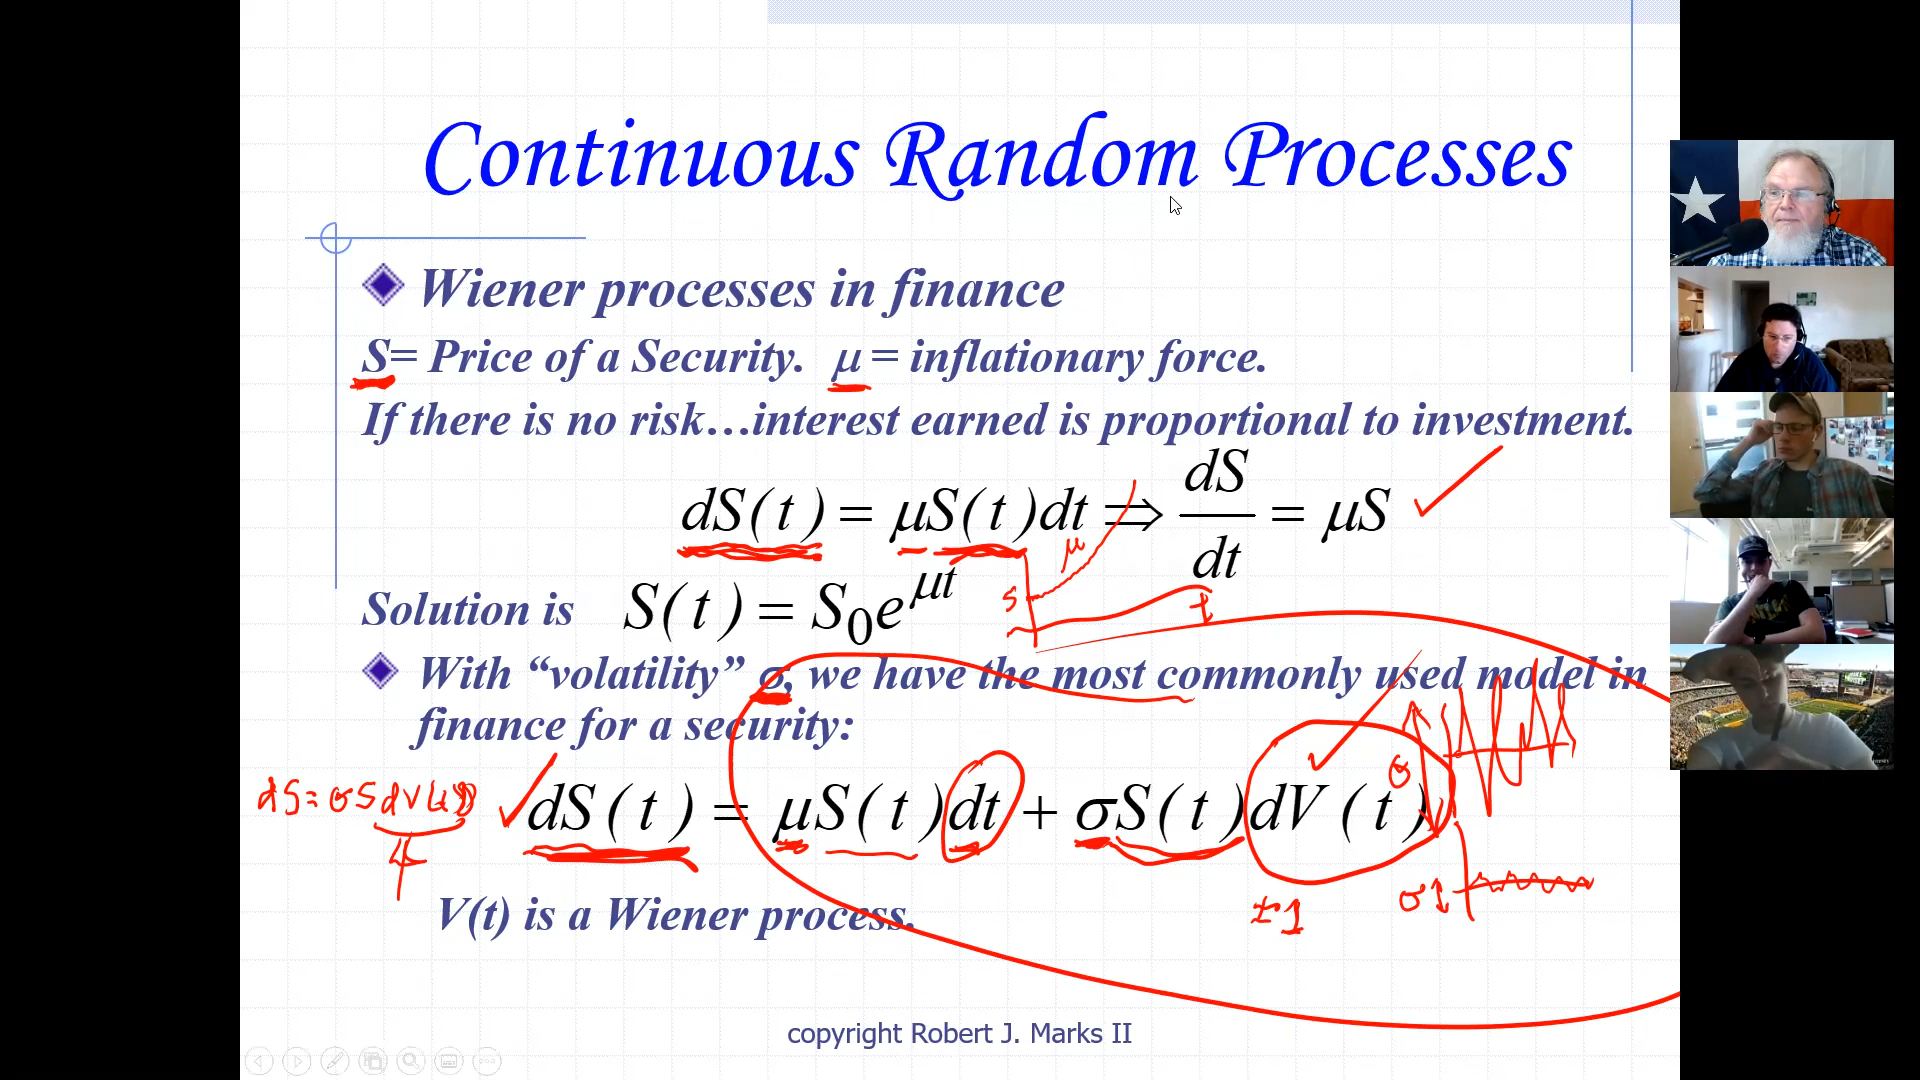 Continuous Random Processes
Wiener processes in finance
S= Price of a Security. μ = inflationary force.
If there is no risk…interest earned is proportional to investment.
dS(t) = μS(t)dt ⇒ dS/dt = μS
μ
S
t
Solution is S(t) = S₀e^μt
With “volatility” σ, we have the most commonly used model in
finance for a security:
σ
dS(t) = μS(t)dt + σS(t)dV(t)
σ
±1
V(t) is a Wiener process.
copyright Robert J. Marks II